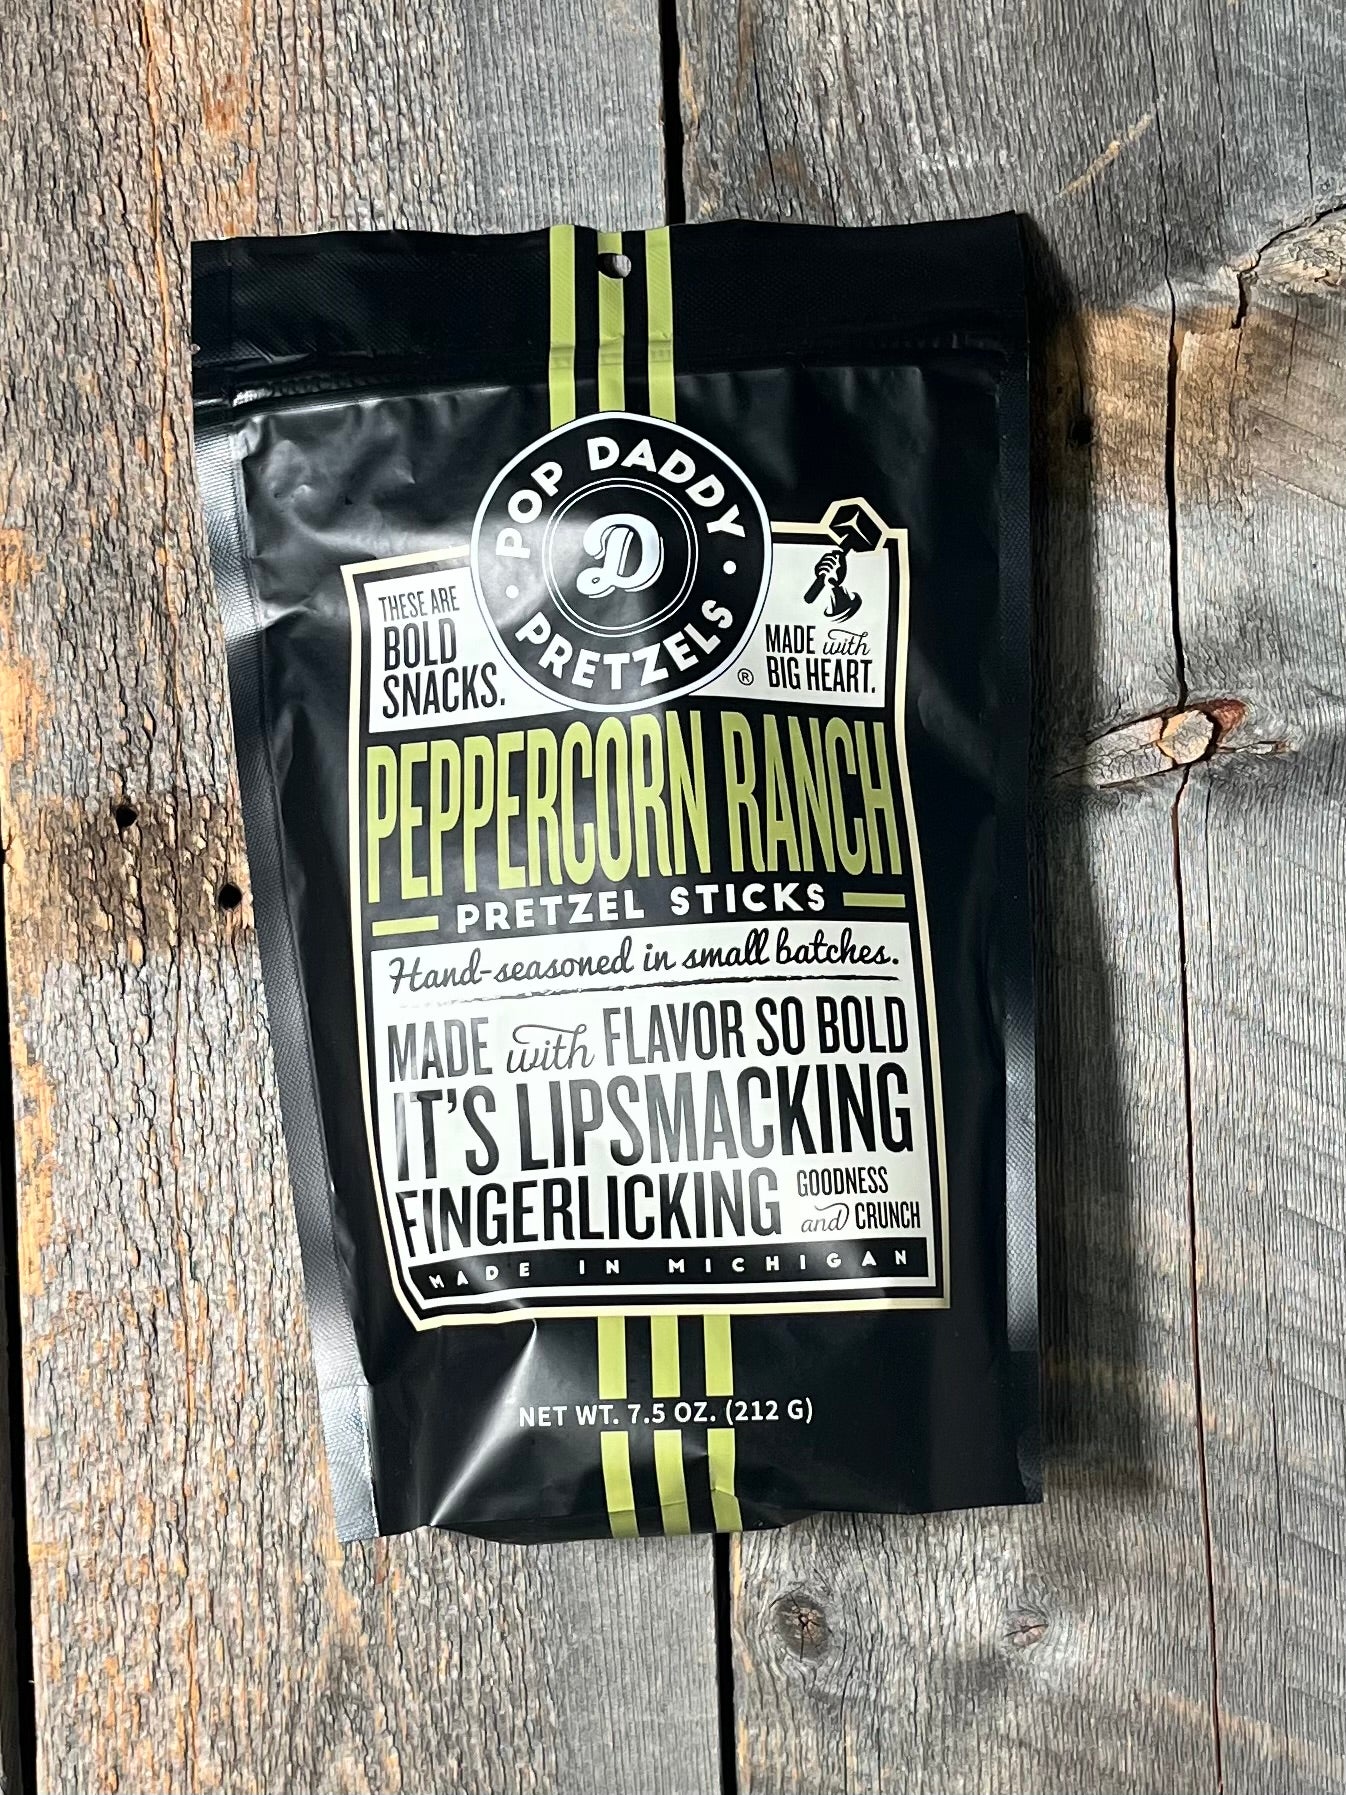 POP DADDY
D
PRETZELS
®
THESE ARE
BOLD
SNACKS.
MADE with
BIG HEART.
PEPPERCORN RANCH
PRETZEL STICKS
Hand-seasoned in small batches.
MADE with FLAVOR SO BOLD
IT'S LIPSMACKING
FINGERLICKING GOODNESS
and CRUNCH
MADE IN MICHIGAN
NET WT. 7.5 OZ. (212 G)